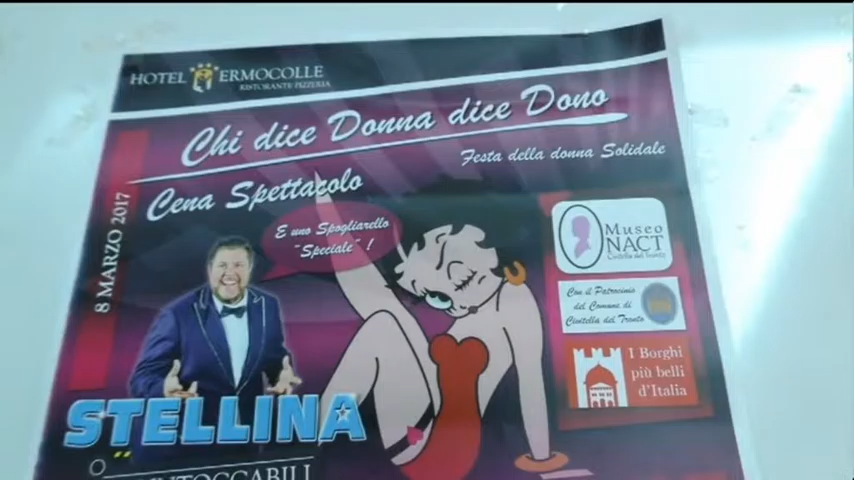 HOTEL ERMOCOLLE
RISTORANTE PIZZERIA
Chi dice Donna dice Dono
Festa della donna Solidale
Cena Spettacolo
8 MARZO 2017
E uno Spogliarello
"Speciale" !
Museo
NACT
Civitella del Tronto
Con il Patrocinio
del Comune di
Civitella del Tronto
I Borghi
più belli
d'Italia
STELLINA
INTOCCABILI